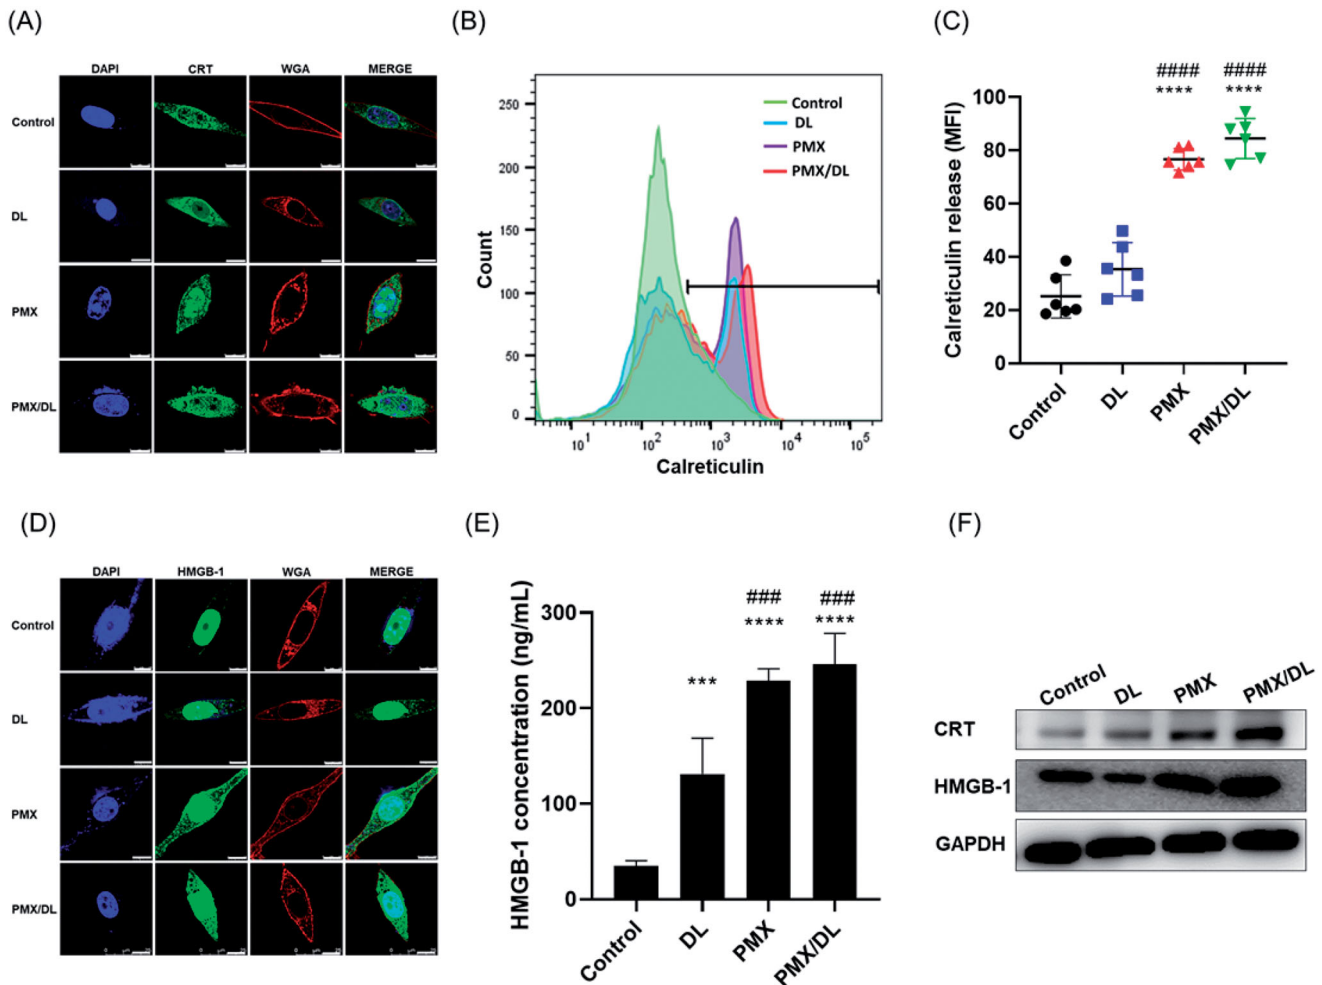 (A)
DAPI CRT WGA MERGE
Control
DL
PMX
PMX/DL
(B)
250
200
150
100
50
0
Count
Control
DL
PMX
PMX/DL
10^1 10^2 10^3 10^4 10^5
Calreticulin
(C)
#### ####
**** ****
100
80
60
40
20
0
Calreticulin release (MFI)
Control DL PMX PMX/DL
(D)
DAPI HMGB-1 WGA MERGE
Control
DL
PMX
PMX/DL
(E)
### ###
*** **** ****
300
200
100
0
HMGB-1 concentration (ng/mL)
Control DL PMX PMX/DL
(F)
Control DL PMX PMX/DL
CRT
HMGB-1
GAPDH